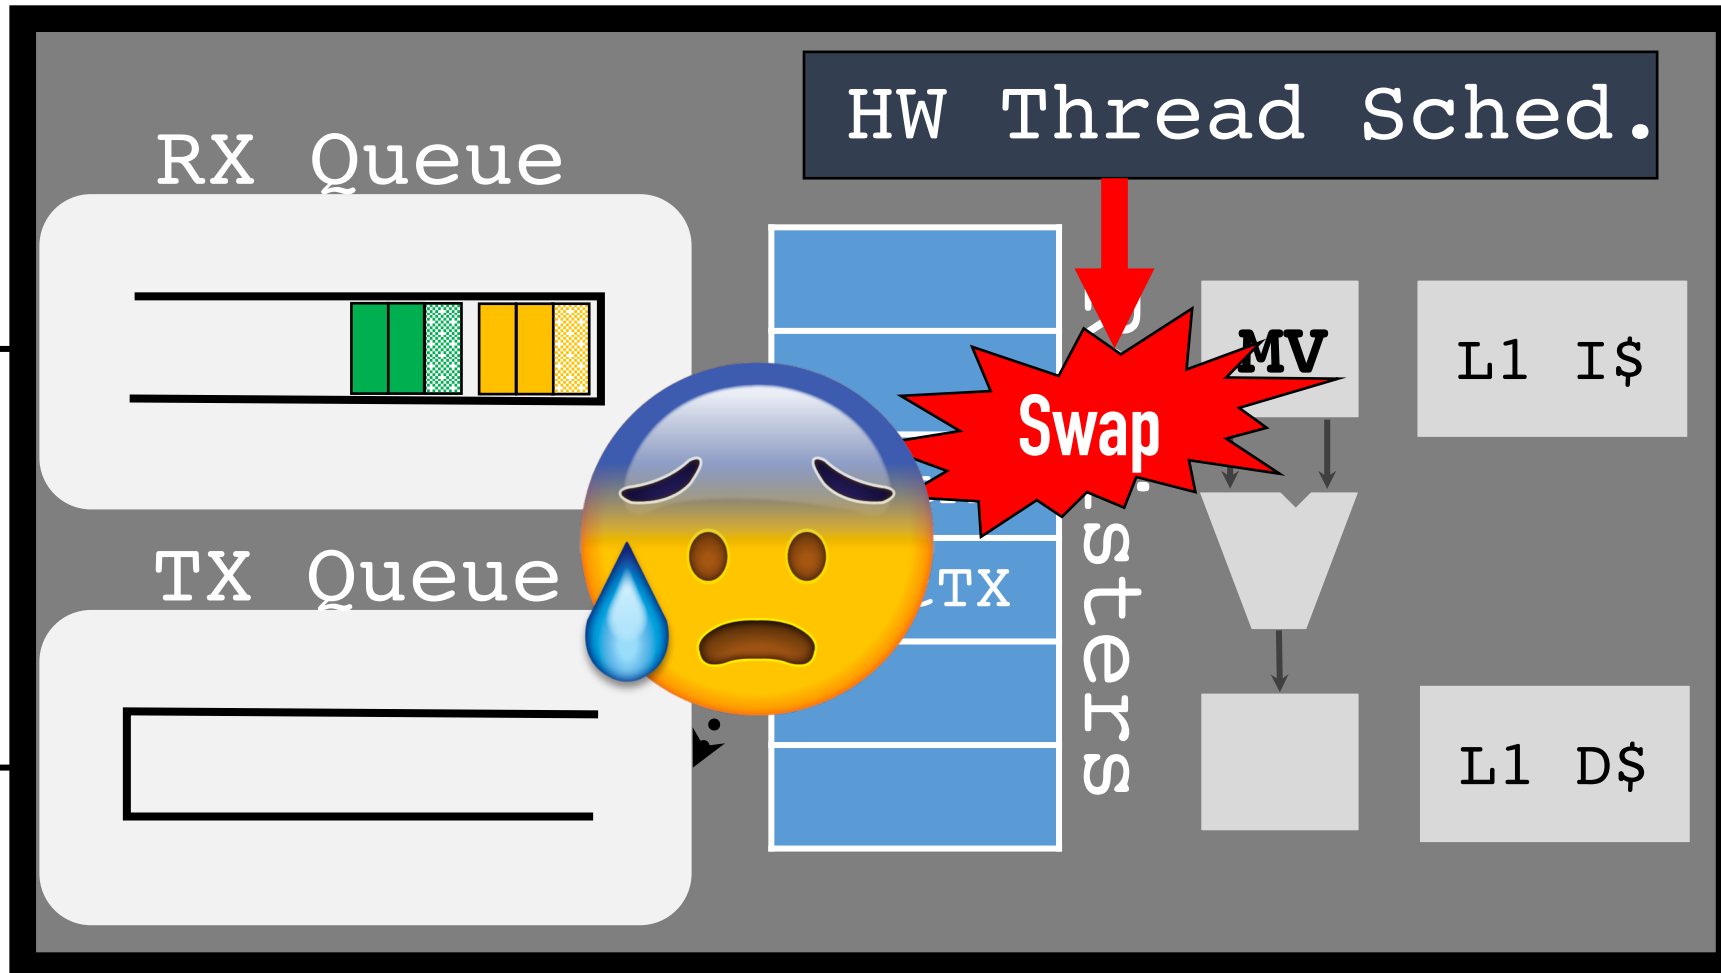 HW Thread Sched.
RX Queue
MV
L1 I$
Swap
TX Queue
TX
L1 D$